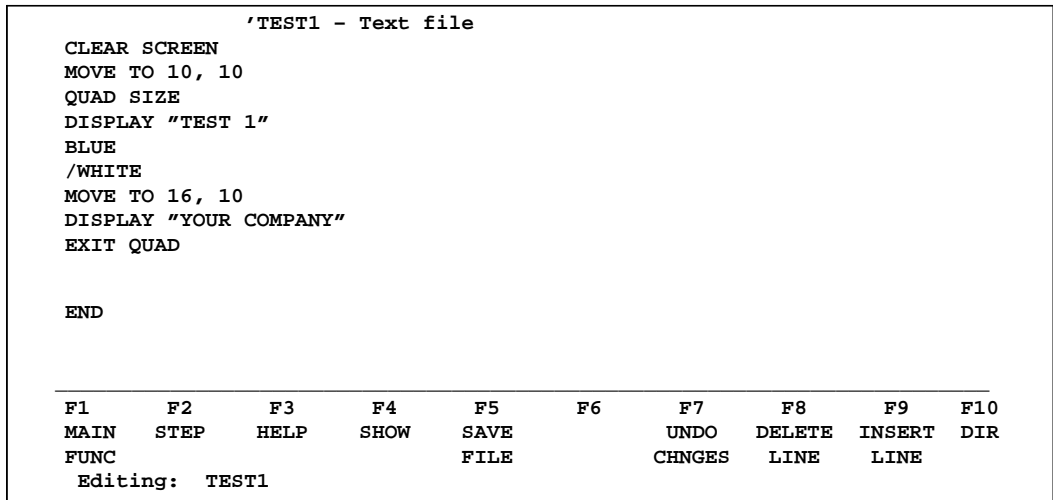 ’TEST1 – Text file
CLEAR SCREEN
MOVE TO 10, 10
QUAD SIZE
DISPLAY ”TEST 1”
BLUE
/WHITE
MOVE TO 16, 10
DISPLAY ”YOUR COMPANY”
EXIT QUAD
END
F1 F2 F3 F4 F5 F6 F7 F8 F9 F10
MAIN STEP HELP SHOW SAVE UNDO DELETE INSERT DIR
FUNC FILE CHNGES LINE LINE
Editing: TEST1